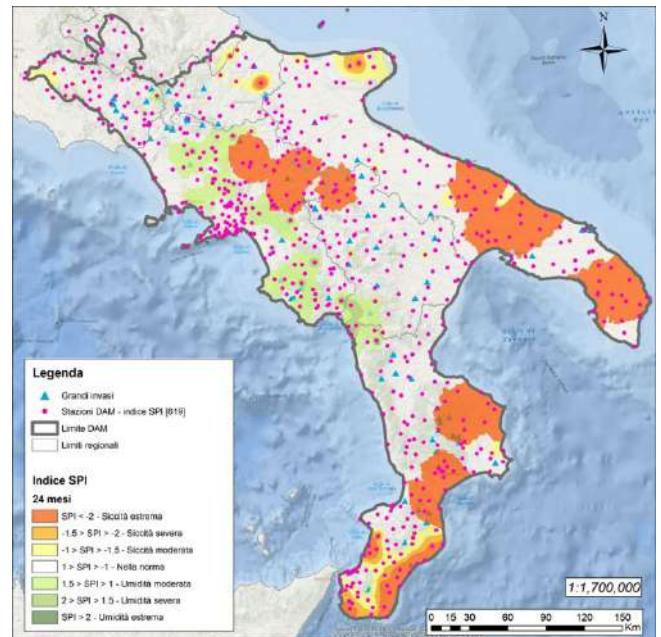 N
Legenda
Grandi invasi
Stazioni DAM - indice SPI [619]
Limite DAM
Limiti regionali
Indice SPI
24 mesi
SPI < -2 - Siccità estrema
-1.5 > SPI > -2 - Siccità severa
-1 > SPI > -1.5 - Siccità moderata
1 > SPI > -1 - Nella norma
1.5 > SPI > 1 - Umidità moderata
2 > SPI > 1.5 - Umidità severa
SPI > 2 - Umidità estrema
1:1,700,000
0 15 30 60 90 120 150
Km